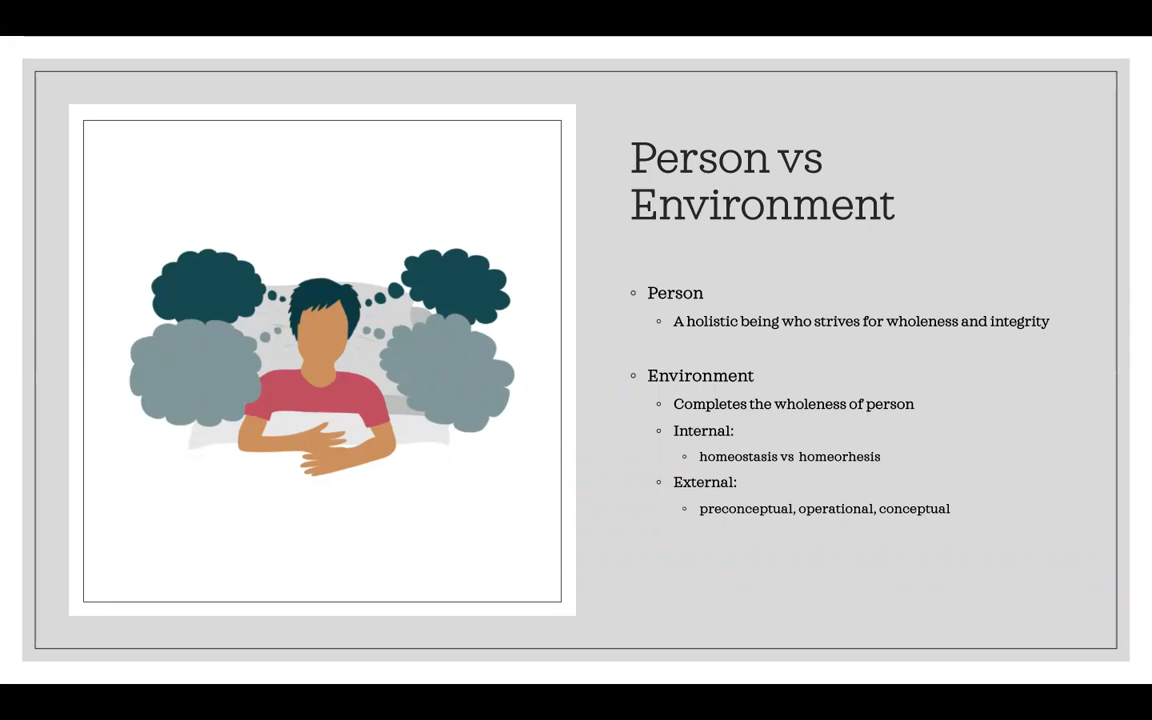 Person vs
Environment
Person
A holistic being who strives for wholeness and integrity
Environment
Completes the wholeness of person
Internal:
homeostasis vs homeorhesis
External:
preconceptual, operational, conceptual